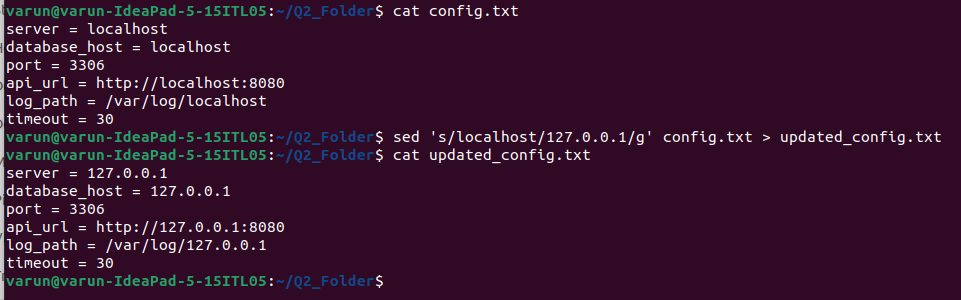 varun@varun-IdeaPad-5-15ITL05:~/Q2_Folder$ cat config.txt
server = localhost
database_host = localhost
port = 3306
api_url = http://localhost:8080
log_path = /var/log/localhost
timeout = 30
varun@varun-IdeaPad-5-15ITL05:~/Q2_Folder$ sed 's/localhost/127.0.0.1/g' config.txt > updated_config.txt
varun@varun-IdeaPad-5-15ITL05:~/Q2_Folder$ cat updated_config.txt
server = 127.0.0.1
database_host = 127.0.0.1
port = 3306
api_url = http://127.0.0.1:8080
log_path = /var/log/127.0.0.1
timeout = 30
varun@varun-IdeaPad-5-15ITL05:~/Q2_Folder$